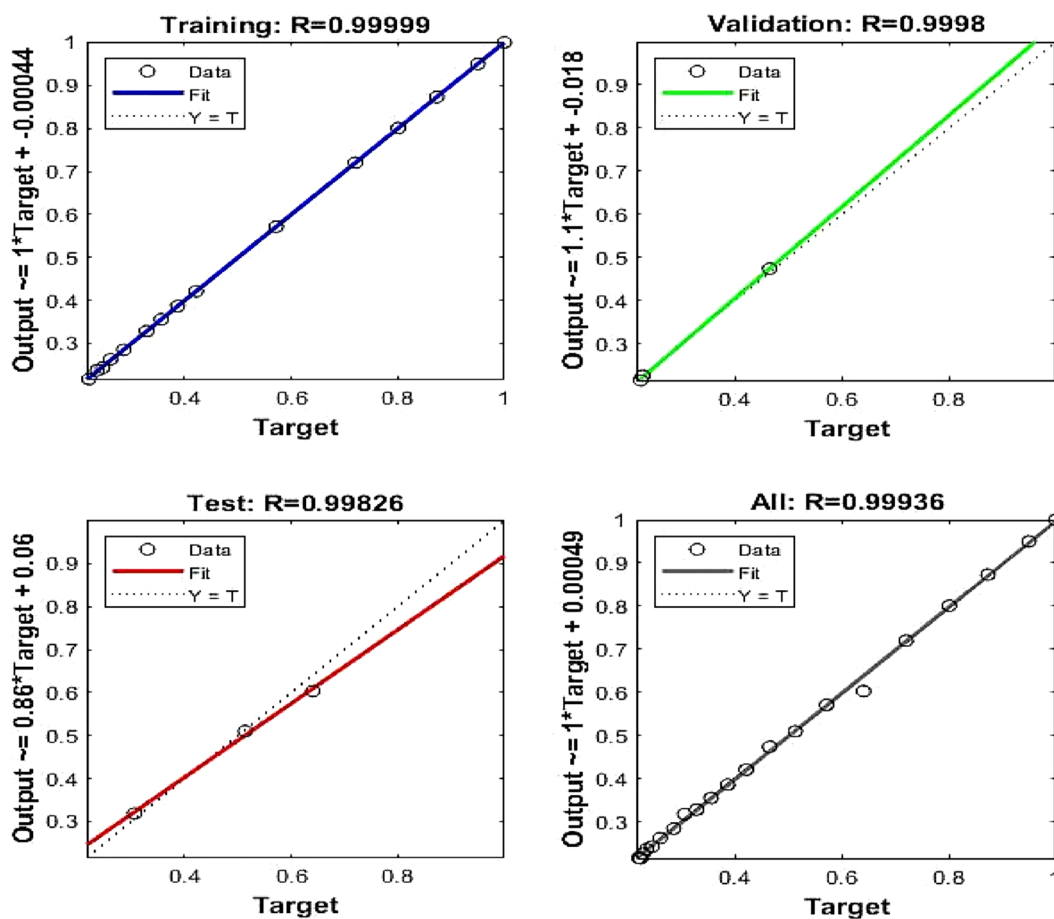 Training: R=0.99999
Output ~= 1*Target + -0.00044
1
0.9
0.8
0.7
0.6
0.5
0.4
0.3
Data
Fit
Y = T
0.4
0.6
0.8
1
Target
Validation: R=0.9998
Output ~= 1.1*Target + -0.018
1
0.9
0.8
0.7
0.6
0.5
0.4
0.3
Data
Fit
Y = T
0.4
0.6
0.8
1
Target
Test: R=0.99826
Output ~= 0.86*Target + 0.06
1
0.9
0.8
0.7
0.6
0.5
0.4
0.3
Data
Fit
Y = T
0.4
0.6
0.8
1
Target
All: R=0.99936
Output ~= 1*Target + 0.00049
1
0.9
0.8
0.7
0.6
0.5
0.4
0.3
Data
Fit
Y = T
0.4
0.6
0.8
1
Target